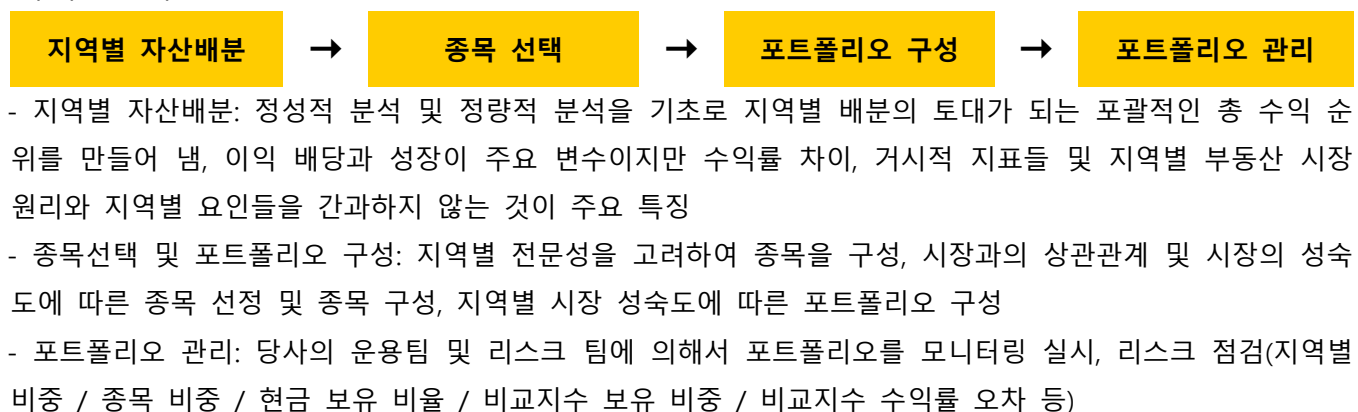 지역별 자산배분 → 종목 선택 → 포트폴리오 구성 → 포트폴리오 관리
- 지역별 자산배분: 정성적 분석 및 정량적 분석을 기초로 지역별 배분의 토대가 되는 포괄적인 총 수익 순
위를 만들어 냄, 이익 배당과 성장이 주요 변수이지만 수익률 차이, 거시적 지표들 및 지역별 부동산 시장
원리와 지역별 요인들을 간과하지 않는 것이 주요 특징
- 종목선택 및 포트폴리오 구성: 지역별 전문성을 고려하여 종목을 구성, 시장과의 상관관계 및 시장의 성숙
도에 따른 종목 선정 및 종목 구성, 지역별 시장 성숙도에 따른 포트폴리오 구성
- 포트폴리오 관리: 당사의 운용팀 및 리스크 팀에 의해서 포트폴리오를 모니터링 실시, 리스크 점검(지역별
비중 / 종목 비중 / 현금 보유 비율 / 비교지수 보유 비중 / 비교지수 수익률 오차 등)